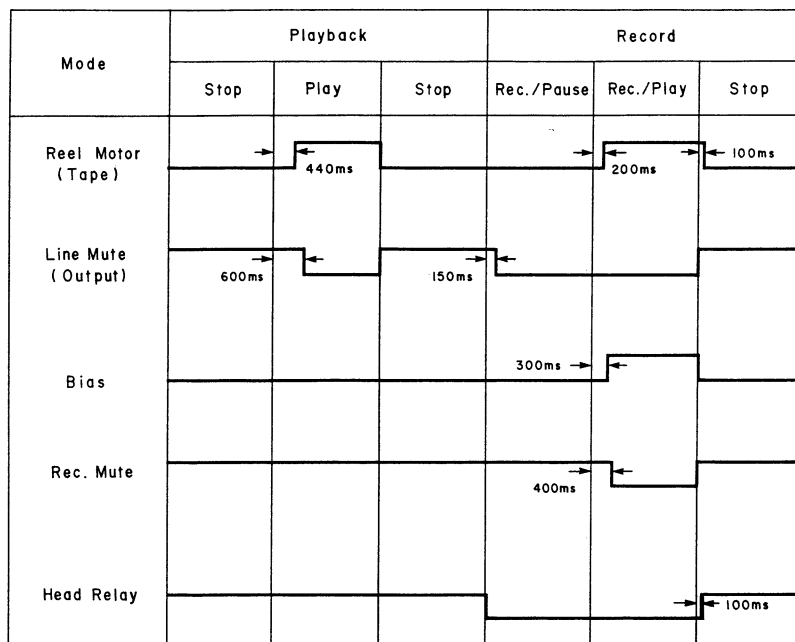 Mode
Playback
Record
Stop
Play
Stop
Rec./Pause
Rec./Play
Stop
Reel Motor
(Tape)
440ms
200ms
100ms
Line Mute
(Output)
600ms
150ms
Bias
300ms
Rec. Mute
400ms
Head Relay
100ms